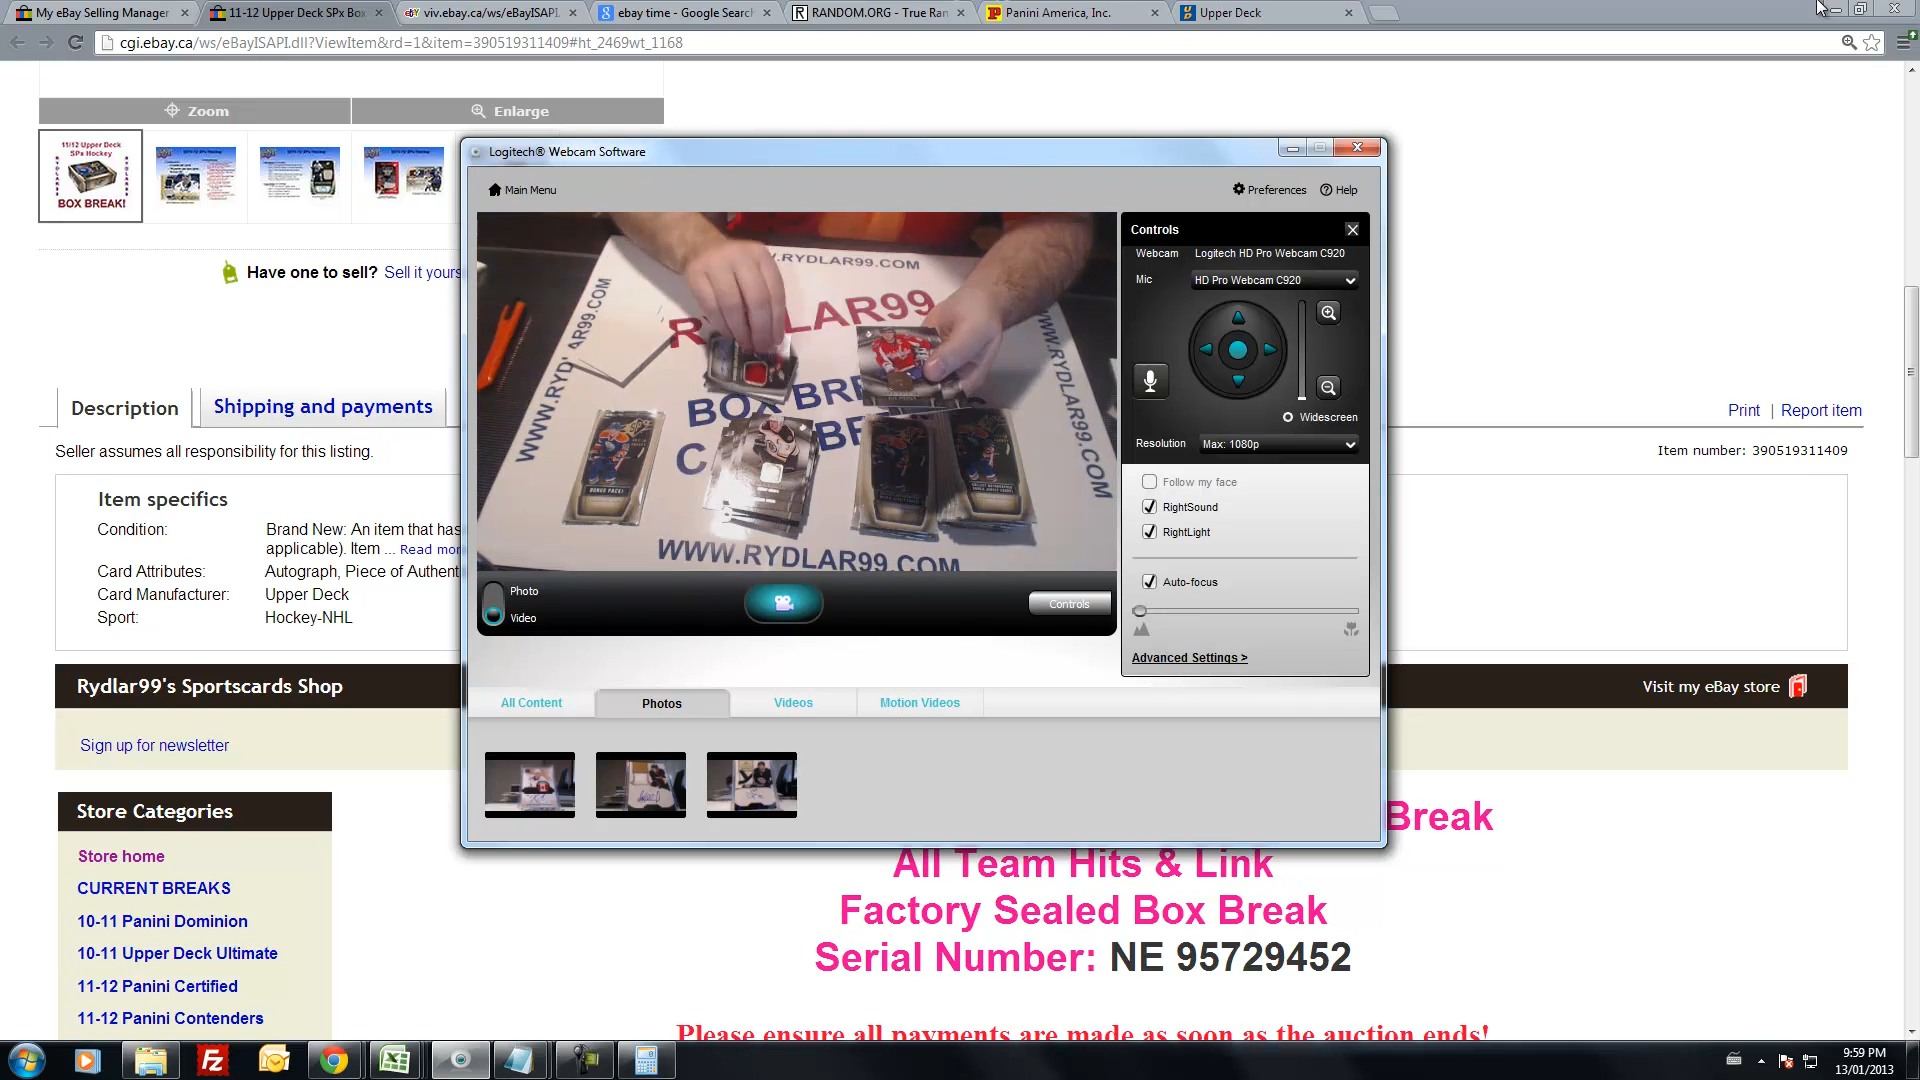 My eBay Selling Manager
11-12 Upper Deck SPx Box
viv.ebay.ca/ws/eBayISAPI.
ebay time - Google Search
RANDOM.ORG - True Ran
Panini America, Inc.
Upper Deck
cgi.ebay.ca/ws/eBayISAPI.dll?ViewItem&rd=1&item=390519311409#ht_2469wt_1168
Zoom
Enlarge
11/12 Upper Deck
SPx Hockey
BOX BREAK!
Have one to sell? Sell it yours
Description
Shipping and payments
Print | Report item
Seller assumes all responsibility for this listing.
Item number: 390519311409
Item specifics
Condition: Brand New: An item that has
applicable). Item ... Read mor
Card Attributes: Autograph, Piece of Authent
Card Manufacturer: Upper Deck
Sport: Hockey-NHL
Rydlar99's Sportscards Shop
Visit my eBay store
Sign up for newsletter
Store Categories
Store home
CURRENT BREAKS
10-11 Panini Dominion
10-11 Upper Deck Ultimate
11-12 Panini Certified
11-12 Panini Contenders
Logitech® Webcam Software
Main Menu
Preferences
Help
.RYDLAR99.COM
WWW.RYDLAR99.COM
WWW.RYDLAR99.COM
BOX BRE
WWW.RYDLAR99.COM
Photo
Video
Controls
Controls
Webcam Logitech HD Pro Webcam C920
Mic HD Pro Webcam C920
Widescreen
Resolution Max: 1080p
Follow my face
RightSound
RightLight
Auto-focus
Advanced Settings >
All Content
Photos
Videos
Motion Videos
Break
All Team Hits & Link
Factory Sealed Box Break
Serial Number: NE 95729452
Please ensure all payments are made as soon as the auction ends!
9:59 PM
13/01/2013